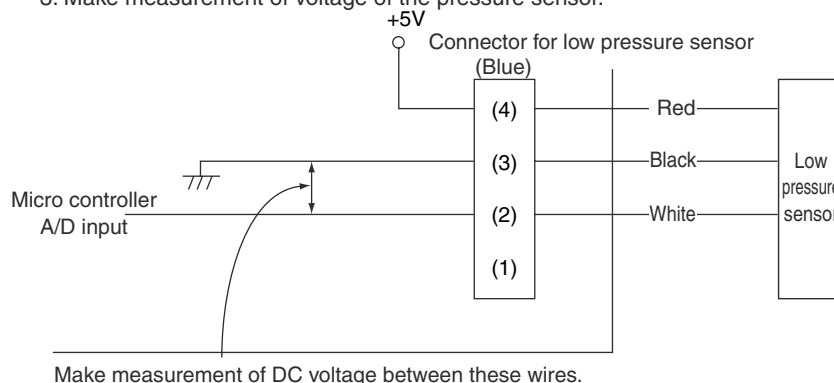 3. Make measurement of voltage of the pressure sensor.
+5V
Connector for low pressure sensor
(Blue)
(4)
Red
(3)
Black
Low
pressure
sensor
Micro controller
A/D input
(2)
White
(1)
Make measurement of DC voltage between these wires.